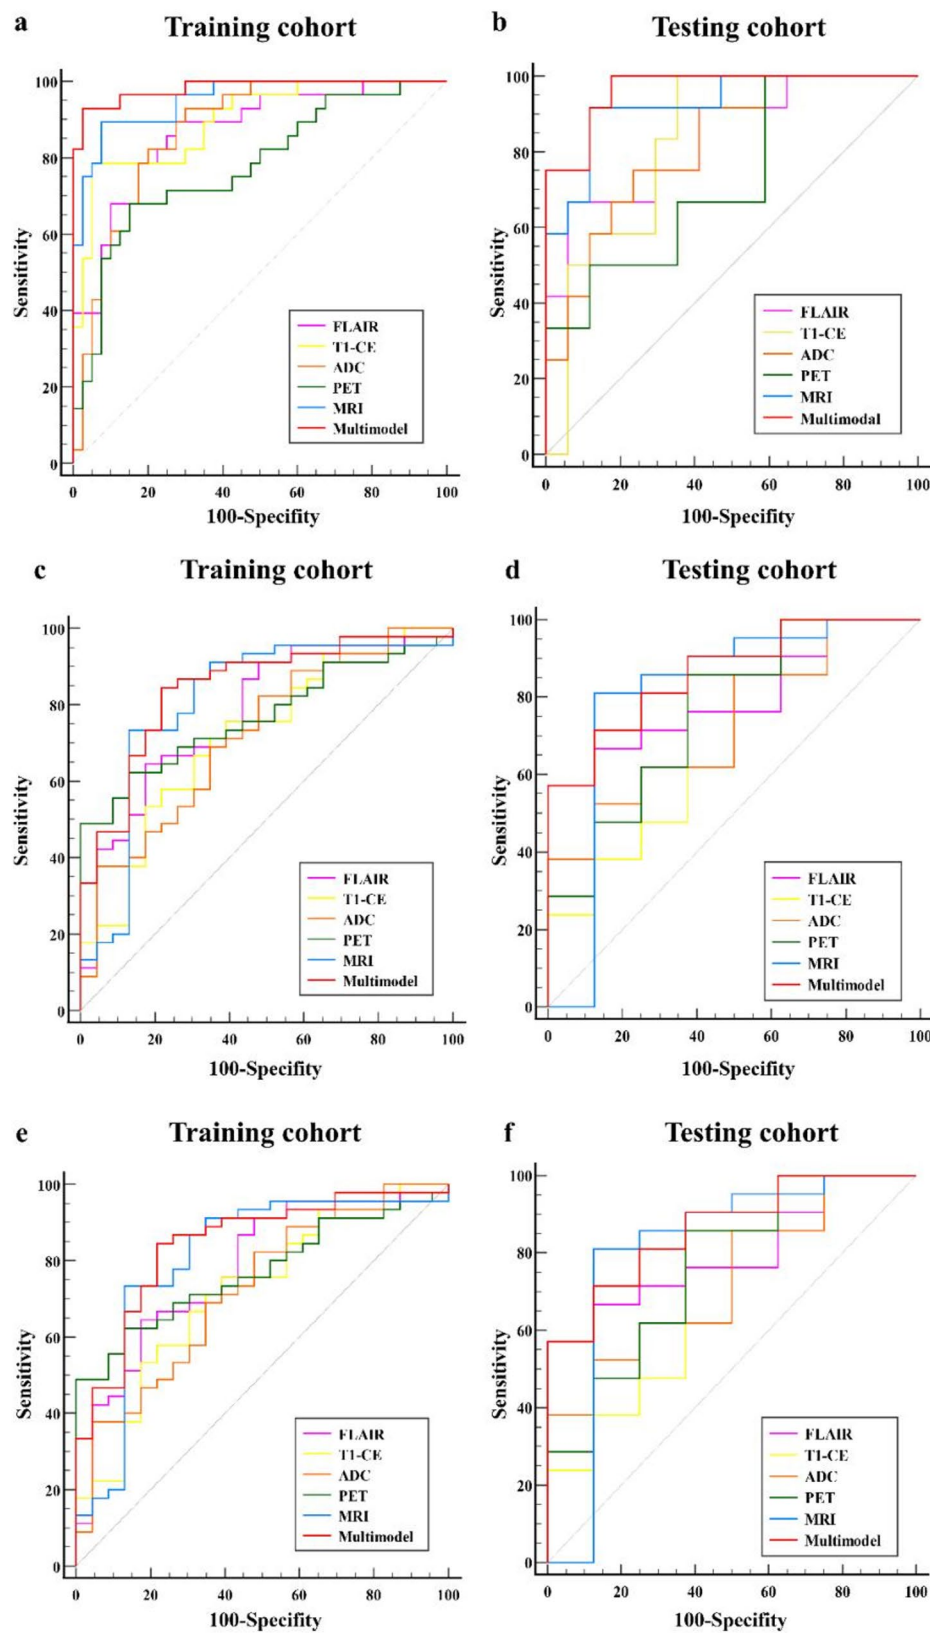 a Training cohort
100
80
60
40
20
0
Sensitivity
0 20 40 60 80 100
100-Specifity
FLAIR
T1-CE
ADC
PET
MRI
Multimodel
b Testing cohort
100
80
60
40
20
0
Sensitivity
0 20 40 60 80 100
100-Specifity
FLAIR
T1-CE
ADC
PET
MRI
Multimodal
c Training cohort
100
80
60
40
20
0
Sensitivity
0 20 40 60 80 100
100-Specifity
FLAIR
T1-CE
ADC
PET
MRI
Multimodel
d Testing cohort
100
80
60
40
20
0
Sensitivity
0 20 40 60 80 100
100-Specifity
FLAIR
T1-CE
ADC
PET
MRI
Multimodel
e Training cohort
100
80
60
40
20
0
Sensitivity
0 20 40 60 80 100
100-Specifity
FLAIR
T1-CE
ADC
PET
MRI
Multimodel
f Testing cohort
100
80
60
40
20
0
Sensitivity
0 20 40 60 80 100
100-Specifity
FLAIR
T1-CE
ADC
PET
MRI
Multimodel